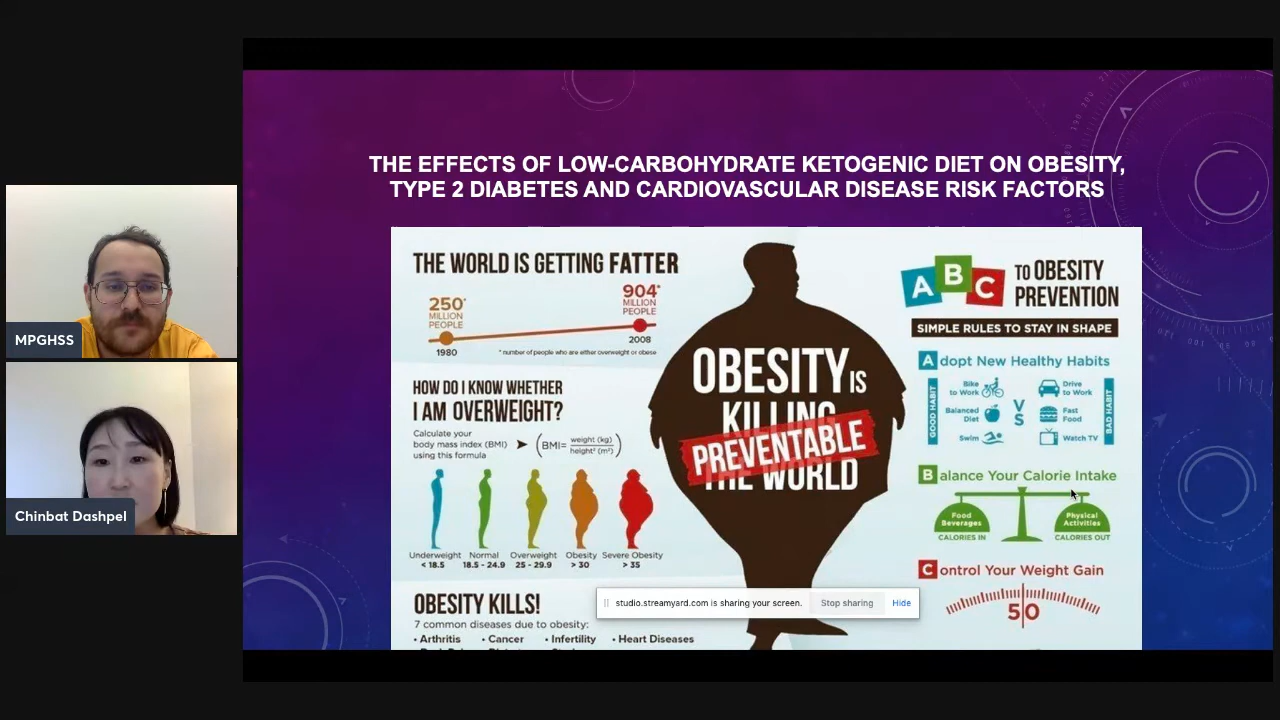 MPGHSS
Chinbat Dashpel
THE EFFECTS OF LOW-CARBOHYDRATE KETOGENIC DIET ON OBESITY,
TYPE 2 DIABETES AND CARDIOVASCULAR DISEASE RISK FACTORS
THE WORLD IS GETTING FATTER
250*
MILLION
PEOPLE
1980
904*
MILLION
PEOPLE
2008
* number of people who are either overweight or obese
HOW DO I KNOW WHETHER
I AM OVERWEIGHT?
Calculate your
body mass index (BMI)
using this formula
(BMI= weight (kg)
height² (m²) )
Underweight
< 18.5
Normal
18.5 - 24.9
Overweight
25 - 29.9
Obesity
> 30
Severe Obesity
> 35
OBESITY KILLS!
7 common diseases due to obesity:
• Arthritis • Cancer • Infertility • Heart Diseases
OBESITY IS
KILLING
PREVENTABLE
THE WORLD
ABC TO OBESITY
PREVENTION
SIMPLE RULES TO STAY IN SHAPE
Adopt New Healthy Habits
GOOD HABIT
Bike
to Work
Balanced
Diet
Swim
VS
Drive
to Work
Fast
Food
Watch TV
BAD HABIT
Balance Your Calorie Intake
Food
Beverages
CALORIES IN
Physical
Activities
CALORIES OUT
Control Your Weight Gain
50
studio.streamyard.com is sharing your screen. Stop sharing Hide